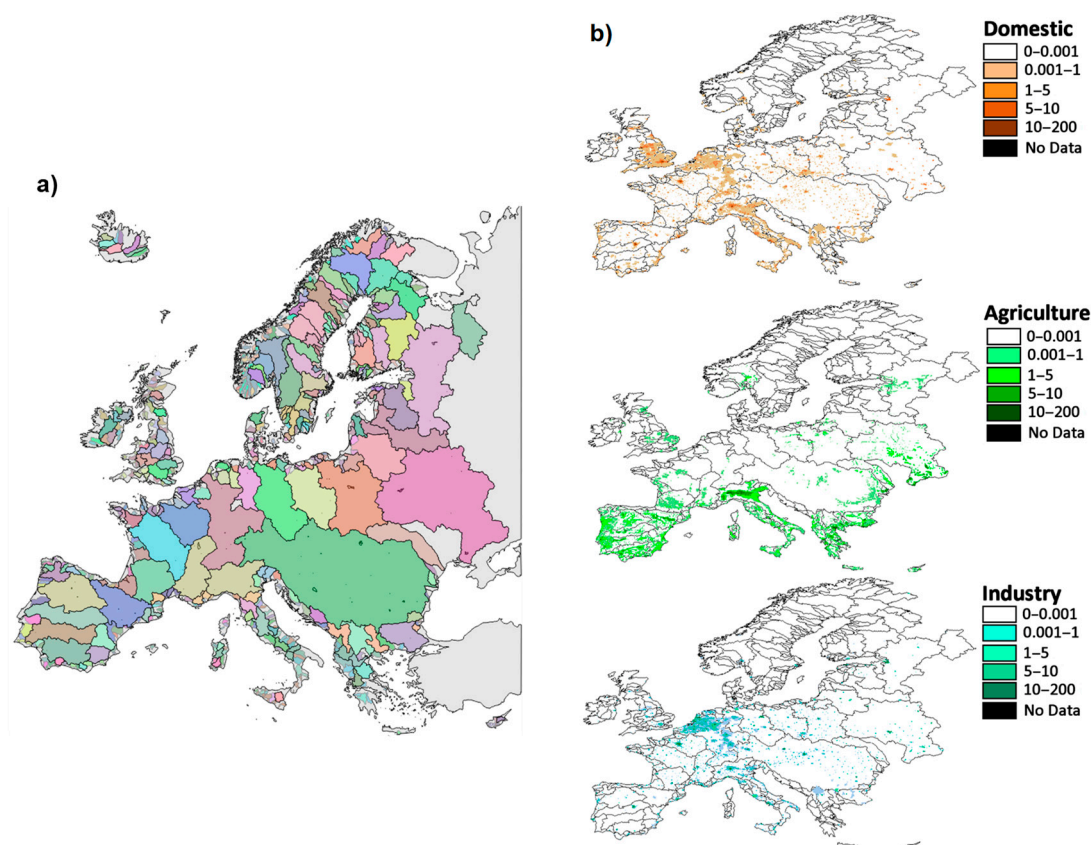 a)
b)
Domestic
0–0.001
0.001–1
1–5
5–10
10–200
No Data
Agriculture
0–0.001
0.001–1
1–5
5–10
10–200
No Data
Industry
0–0.001
0.001–1
1–5
5–10
10–200
No Data